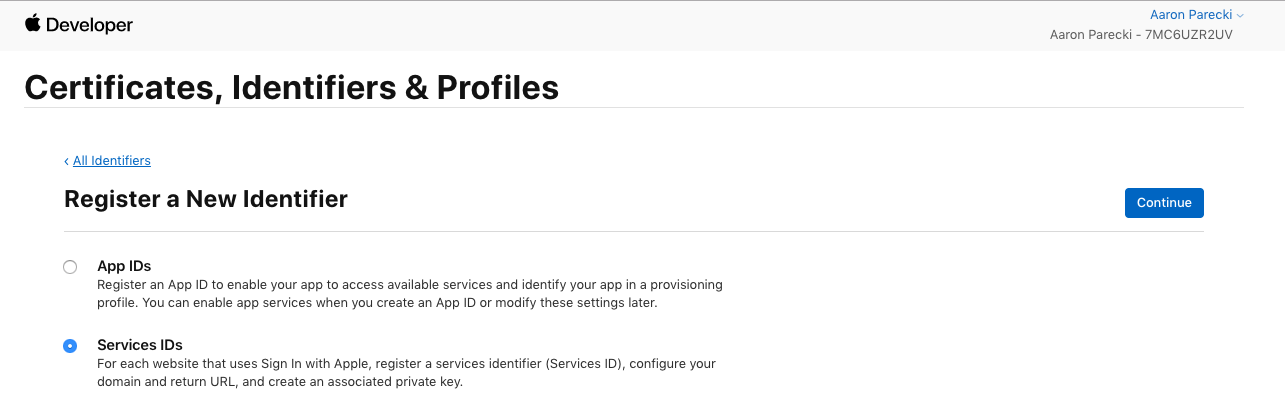 Developer
Aaron Parecki
Aaron Parecki - 7MC6UZR2UV
Certificates, Identifiers & Profiles
‹ All Identifiers
Register a New Identifier
Continue
App IDs
Register an App ID to enable your app to access available services and identify your app in a provisioning
profile. You can enable app services when you create an App ID or modify these settings later.
Services IDs
For each website that uses Sign In with Apple, register a services identifier (Services ID), configure your
domain and return URL, and create an associated private key.